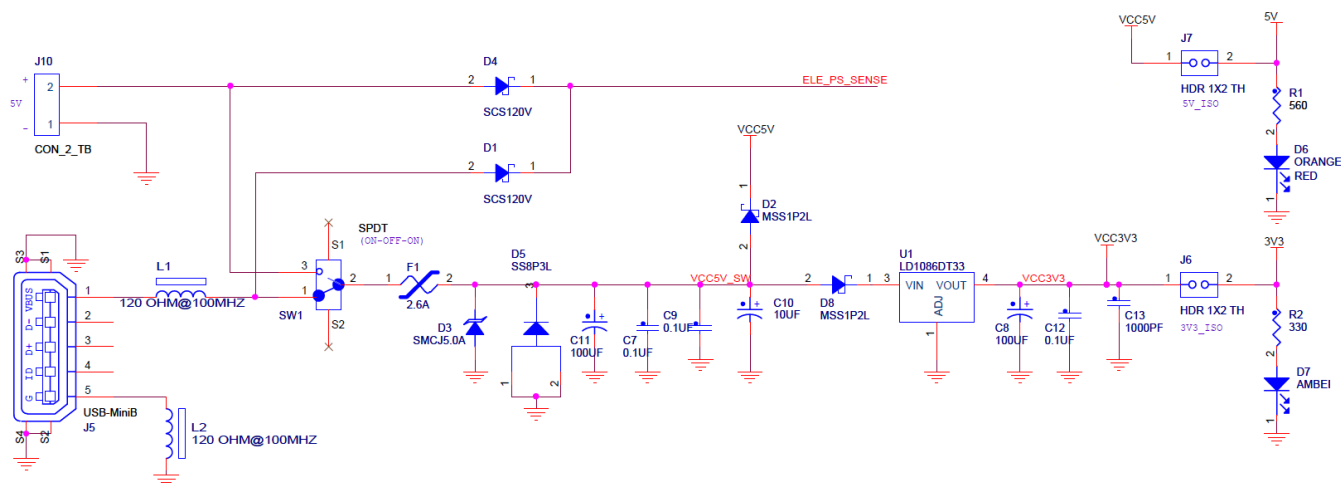 J10
+
5V
-
2
1
CON_2_TB
D4
2
1
SCS120V
ELE_PS_SENSE
D1
2
1
SCS120V
VCC5V
J7
1
2
HDR 1X2 TH
5V_ISO
5V
R1
560
2
D6
ORANGE
RED
1
S3
S1
VBUS
D-
D+
ID
G
1
2
3
4
5
S4
S2
USB-MiniB
J5
L1
120 OHM@100MHZ
L2
120 OHM@100MHZ
SPDT
(ON-OFF-ON)
S1
3
1
2
SW1
S2
F1
1
2
2.6A
D3
SMCJ5.0A
D5
SS8P3L
3
1
2
C11
100UF
C7
0.1UF
C9
0.1UF
VCC5V_SW
VCC5V
1
D2
MSS1P2L
2
C10
10UF
2
1
D8
MSS1P2L
U1
LD1086DT33
3
VIN
VOUT
4
ADJ
1
VCC3V3
C8
100UF
C12
0.1UF
VCC3V3
C13
1000PF
J6
1
2
HDR 1X2 TH
3V3_ISO
3V3
R2
330
2
D7
AMBEI
1